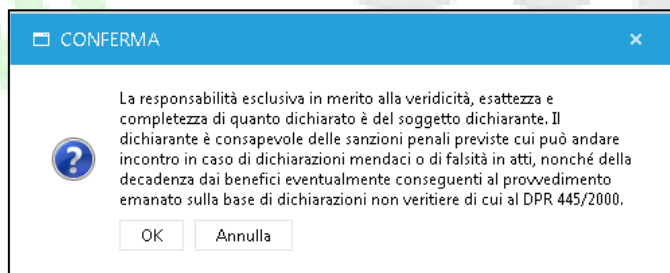 CONFERMA
La responsabilità esclusiva in merito alla veridicità, esattezza e
completezza di quanto dichiarato è del soggetto dichiarante. Il
dichiarante è consapevole delle sanzioni penali previste cui può andare
incontro in caso di dichiarazioni mendaci o di falsità in atti, nonché della
decadenza dai benefici eventualmente conseguenti al provvedimento
emanato sulla base di dichiarazioni non veritiere di cui al DPR 445/2000.
OK Annulla